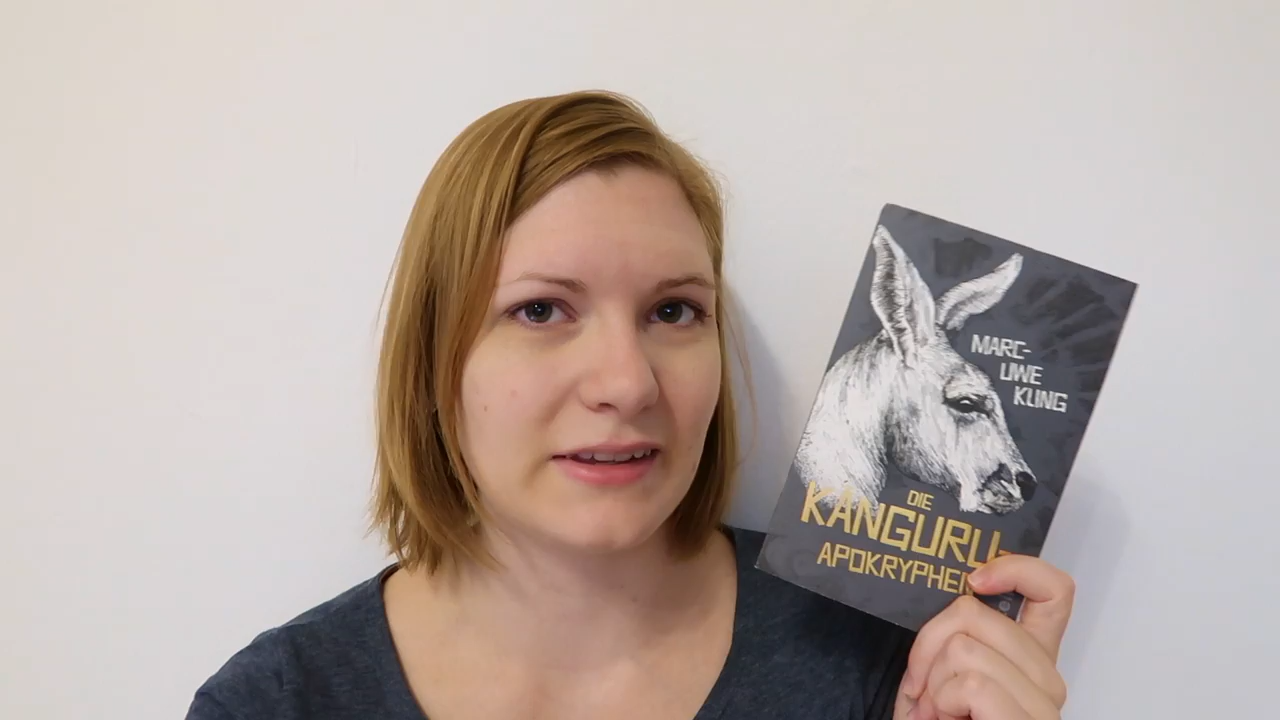 MARC-
UWE
KLING
DIE
KÄNGURU-
APOKRYPHEN